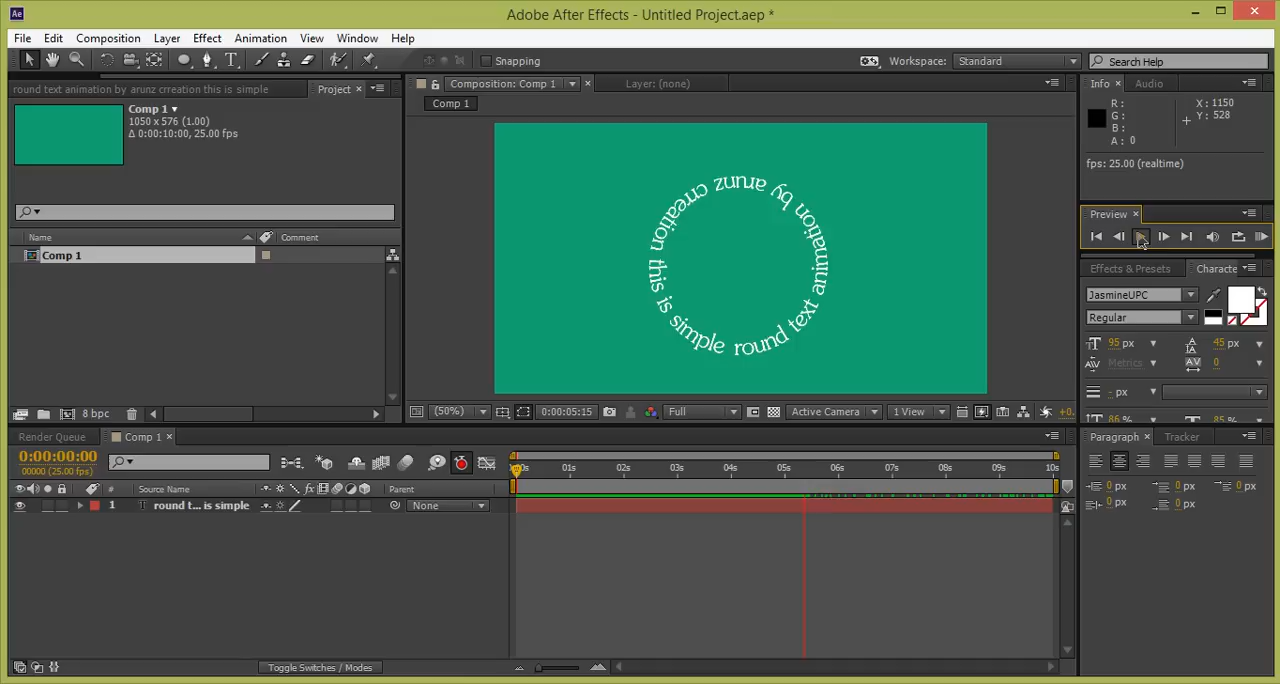 Ae Adobe After Effects - Untitled Project.aep *
File Edit Composition Layer Effect Animation View Window Help
T Snapping Workspace: Standard Search Help
round text animation by arunz crreation this is simple Project × Composition: Comp 1 × Layer: (none) Info × Audio
Comp 1
1050 x 576 (1.00)
Δ 0:00:10:00, 25.00 fps
Comp 1
R :
G :
B :
A : 0
X : 1150
Y : 528
fps: 25.00 (realtime)
round text animation by arunz crreation this is simple
Preview ×
Name Comment
Comp 1
Effects & Presets Characte
JasmineUPC
Regular
95 px 45 px
Metrics 0
- px
86 % 85 %
8 bpc
(50%) 0:00:05:15 Full Active Camera 1 View +0.
Render Queue Comp 1 × Paragraph × Tracker
0:00:00:00
00000 (25.00 fps)
01s 02s 03s 04s 05s 06s 07s 08s 09s 10s
# Source Name Parent
1 T round t... is simple None
0 px 0 px 0 px
0 px 0 px
Toggle Switches / Modes